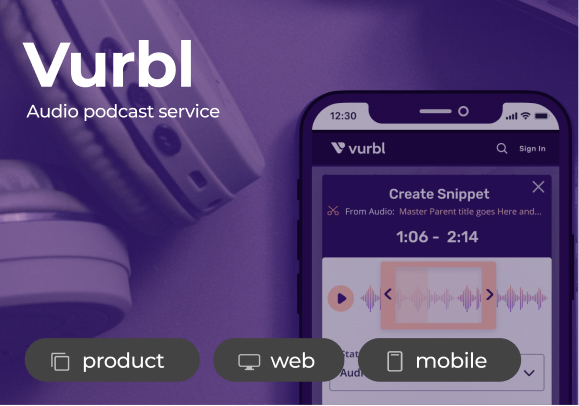 Vurbl
Audio podcast service
12:30
vurbl
Sign In
Create Snippet
From Audio: Master Parent title goes Here and...
1:06 - 2:14
product
web
mobile